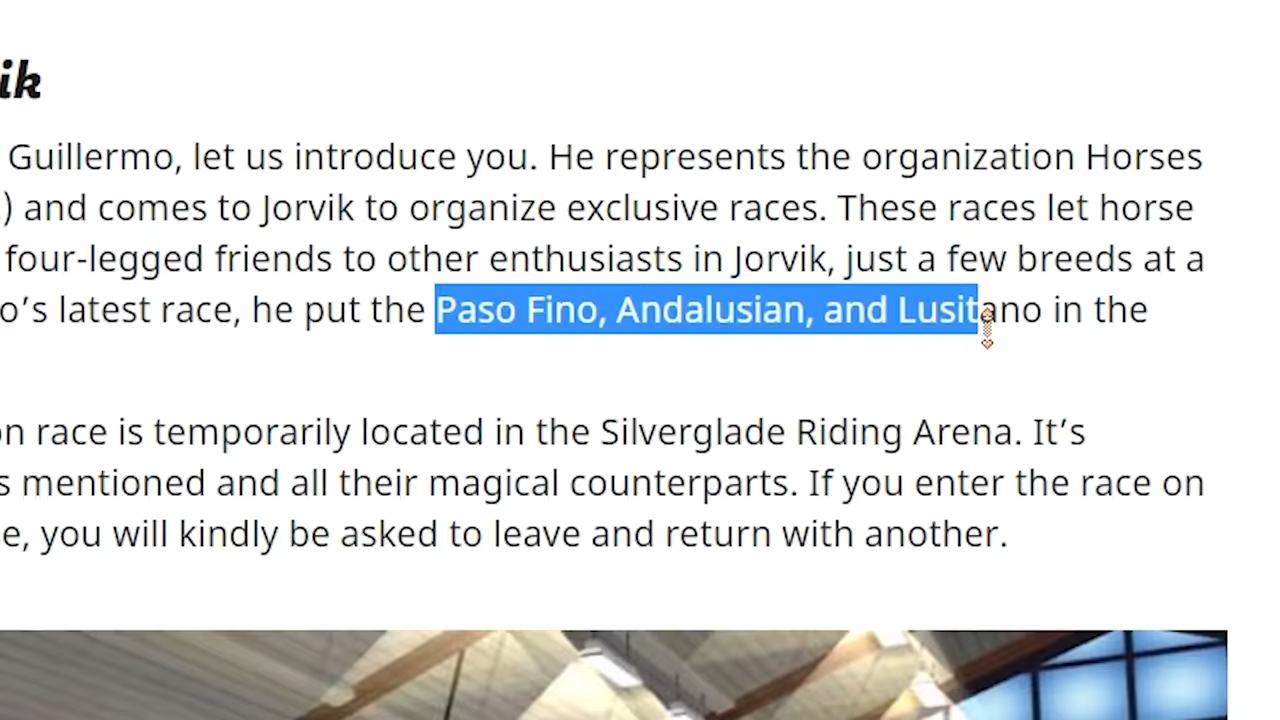 ik
Guillermo, let us introduce you. He represents the organization Horses
) and comes to Jorvik to organize exclusive races. These races let horse
four-legged friends to other enthusiasts in Jorvik, just a few breeds at a
o’s latest race, he put the Paso Fino, Andalusian, and Lusitano in the
on race is temporarily located in the Silverglade Riding Arena. It’s
s mentioned and all their magical counterparts. If you enter the race on
e, you will kindly be asked to leave and return with another.